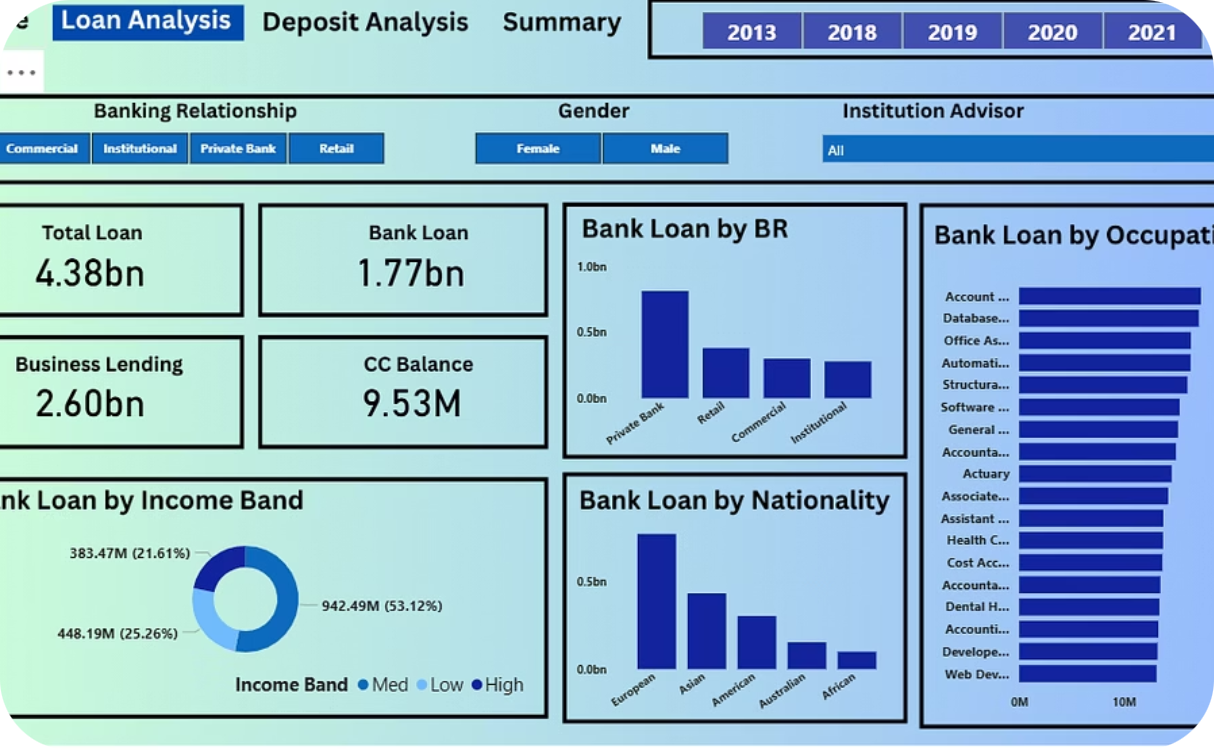 e Loan Analysis Deposit Analysis Summary
2013 2018 2019 2020 2021
...
Banking Relationship Gender Institution Advisor
Commercial Institutional Private Bank Retail Female Male All
Total Loan
4.38bn
Bank Loan
1.77bn
Business Lending
2.60bn
CC Balance
9.53M
Bank Loan by BR
1.0bn
0.5bn
0.0bn
Private Bank Retail Commercial Institutional
Bank Loan by Occupati
Account ...
Database...
Office As...
Automati...
Structura...
Software ...
General ...
Accounta...
Actuary
Associate...
Assistant ...
Health C...
Cost Acc...
Accounta...
Dental H...
Accounti...
Develope...
Web Dev...
0M 10M
nk Loan by Income Band
383.47M (21.61%)
942.49M (53.12%)
448.19M (25.26%)
Income Band Med Low High
Bank Loan by Nationality
0.5bn
0.0bn
European Asian American Australian African